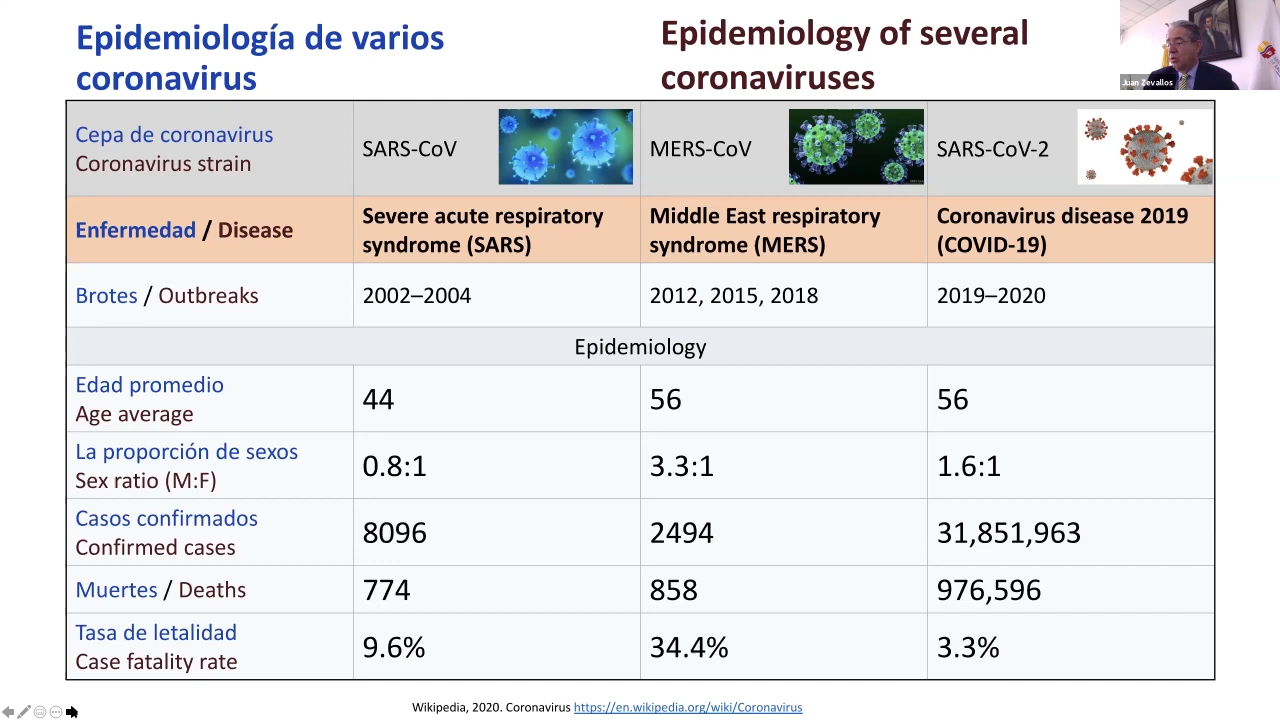 Epidemiología de varios
coronavirus
Epidemiology of several
coronaviruses
Juan Zevallos
Cepa de coronavirus
Coronavirus strain
SARS-CoV
MERS-CoV
SARS-CoV-2
Enfermedad / Disease
Severe acute respiratory
syndrome (SARS)
Middle East respiratory
syndrome (MERS)
Coronavirus disease 2019
(COVID-19)
Brotes / Outbreaks
2002–2004
2012, 2015, 2018
2019–2020
Epidemiology
Edad promedio
Age average
44
56
56
La proporción de sexos
Sex ratio (M:F)
0.8:1
3.3:1
1.6:1
Casos confirmados
Confirmed cases
8096
2494
31,851,963
Muertes / Deaths
774
858
976,596
Tasa de letalidad
Case fatality rate
9.6%
34.4%
3.3%
Wikipedia, 2020. Coronavirus https://en.wikipedia.org/wiki/Coronavirus